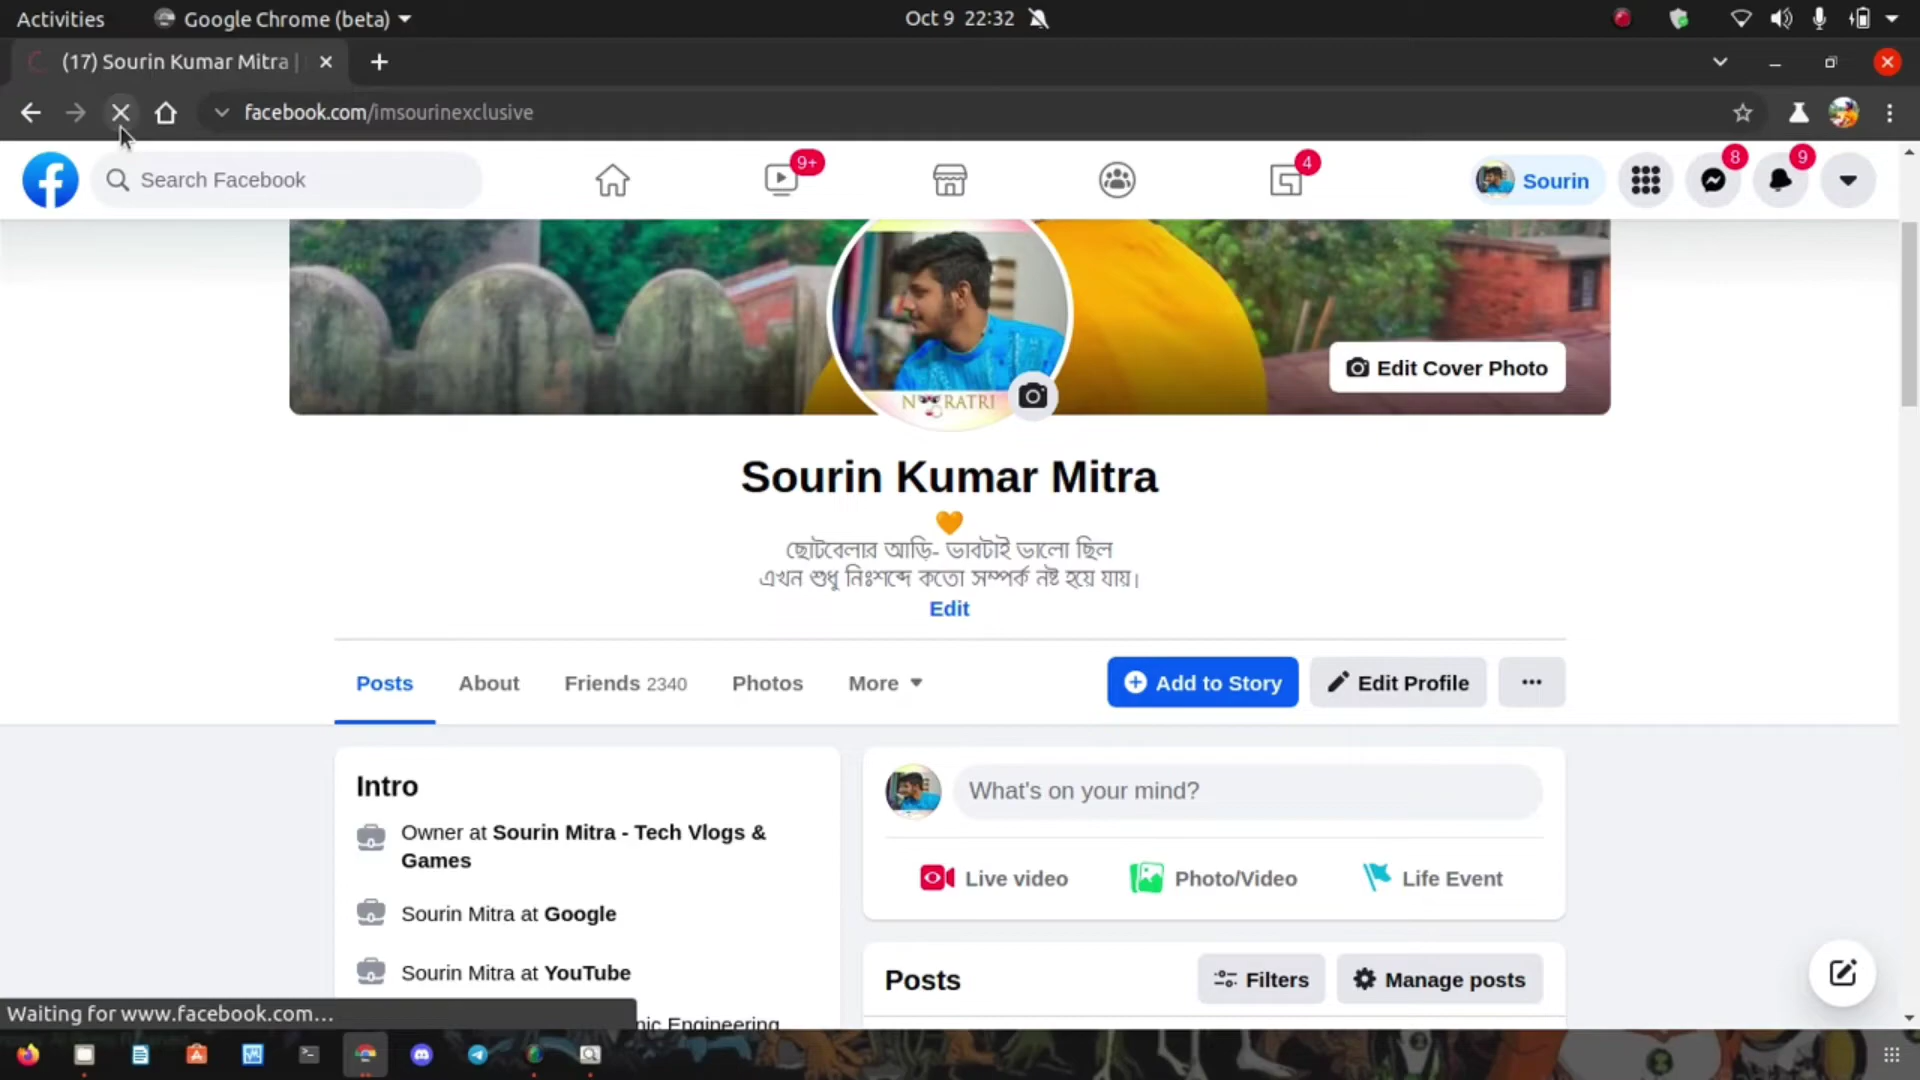 Activities
Google Chrome (beta)
Oct 9 22:32
(17) Sourin Kumar Mitra |
facebook.com/imsourinexclusive
Search Facebook
9+
4
Sourin
8
9
Edit Cover Photo
Sourin Kumar Mitra
🧡
ছোটবেলার আড়ি- ভাবটাই ভালো ছিল
এখন শুধু নিঃশব্দে কতো সম্পর্ক নষ্ট হয়ে যায়।
Edit
Posts
About
Friends 2340
Photos
More
Add to Story
Edit Profile
Intro
Owner at Sourin Mitra - Tech Vlogs &
Games
Sourin Mitra at Google
Sourin Mitra at YouTube
What's on your mind?
Live video
Photo/Video
Life Event
Posts
Filters
Manage posts
Waiting for www.facebook.com...
Engineering